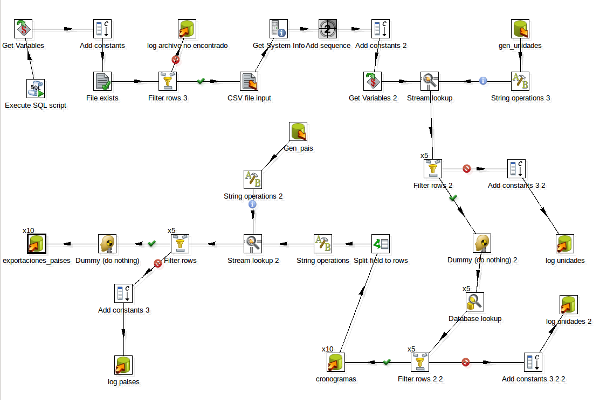 Get Variables
Add constants
log archivo no encontrado
Get System Info
Add sequence
Add constants 2
gen_unidades
Execute SQL script
SQL
File exists
Filter rows 3
CSV file input
Get Variables 2
Stream lookup
String operations 3
Gen_pais
String operations 2
x5
Filter rows 2
Add constants 3 2
log unidades
x10
exportaciones_paises
Dummy (do nothing)
x5
Filter rows
Stream lookup 2
String operations
Split field to rows
Dummy (do nothing) 2
Add constants 3
x5
Database lookup
log unidades 2
log paises
x10
cronogramas
x5
Filter rows 2 2
Add constants 3 2 2